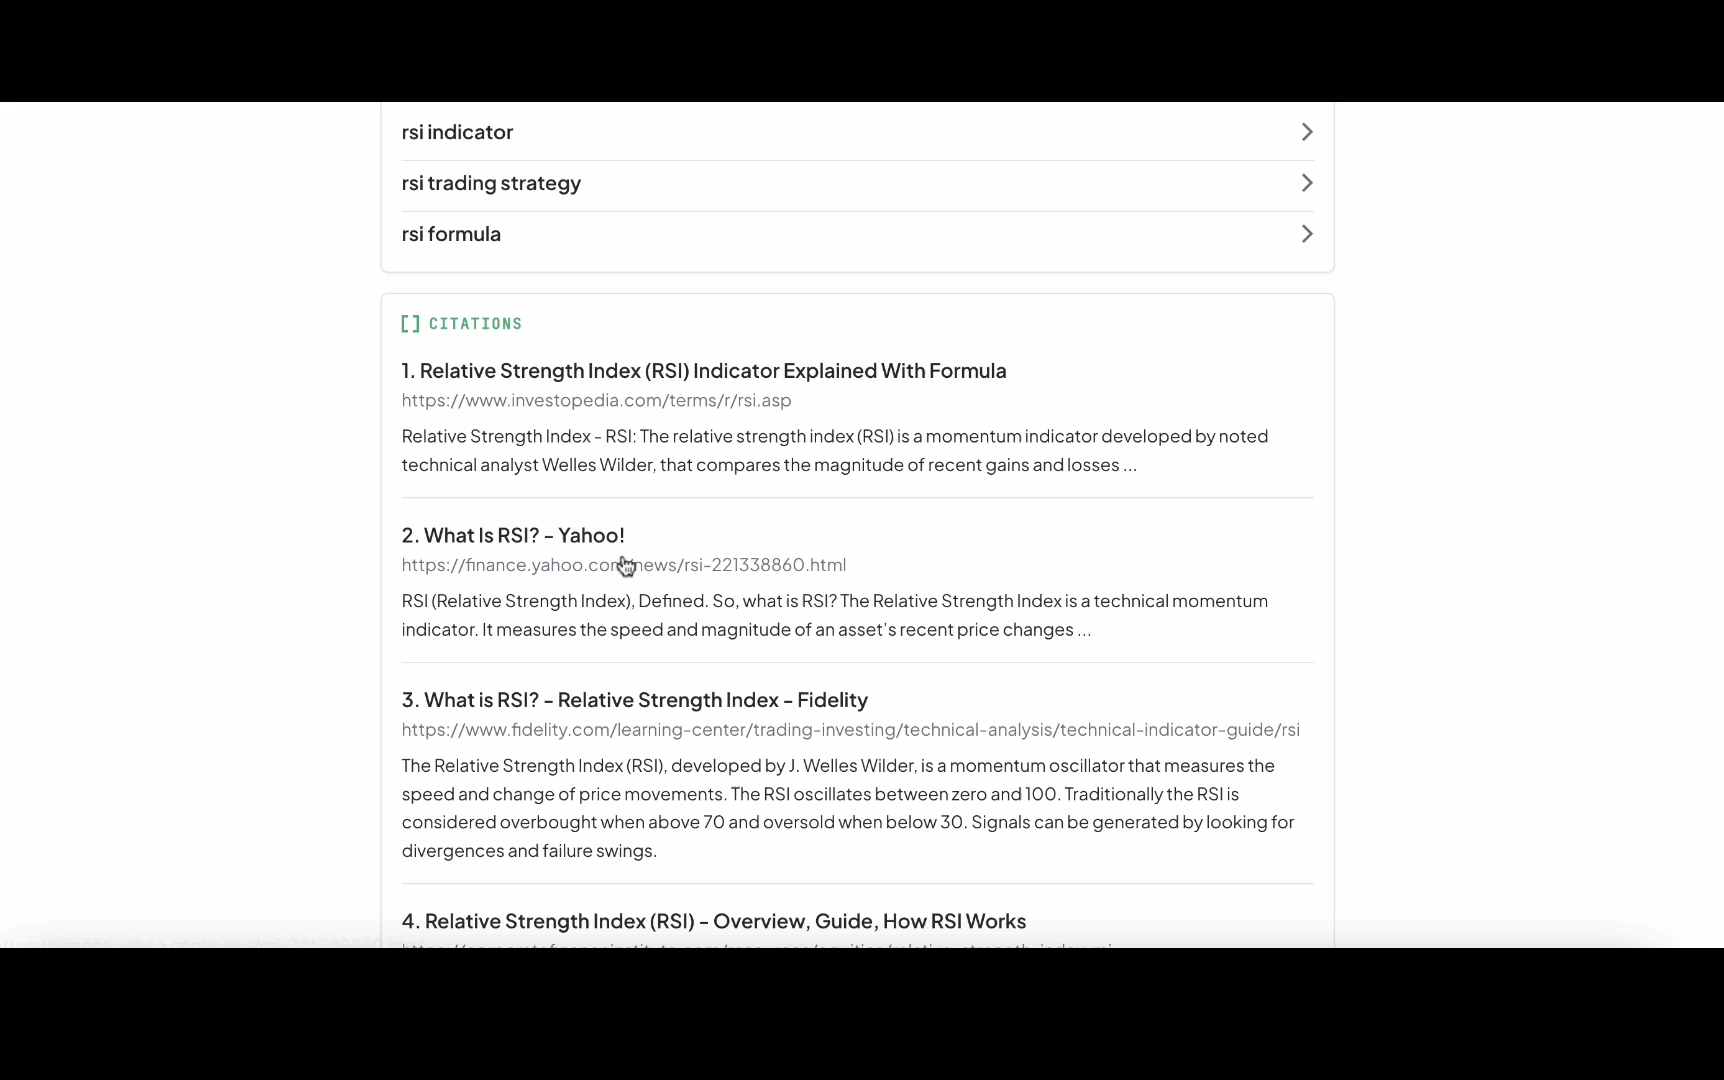 rsi indicator
rsi trading strategy
rsi formula
[] CITATIONS
1. Relative Strength Index (RSI) Indicator Explained With Formula
https://www.investopedia.com/terms/r/rsi.asp
Relative Strength Index - RSI: The relative strength index (RSI) is a momentum indicator developed by noted
technical analyst Welles Wilder, that compares the magnitude of recent gains and losses ...
2. What Is RSI? - Yahoo!
https://finance.yahoo.com/news/rsi-221338860.html
RSI (Relative Strength Index), Defined. So, what is RSI? The Relative Strength Index is a technical momentum
indicator. It measures the speed and magnitude of an asset’s recent price changes ...
3. What is RSI? - Relative Strength Index - Fidelity
https://www.fidelity.com/learning-center/trading-investing/technical-analysis/technical-indicator-guide/rsi
The Relative Strength Index (RSI), developed by J. Welles Wilder, is a momentum oscillator that measures the
speed and change of price movements. The RSI oscillates between zero and 100. Traditionally the RSI is
considered overbought when above 70 and oversold when below 30. Signals can be generated by looking for
divergences and failure swings.
4. Relative Strength Index (RSI) - Overview, Guide, How RSI Works